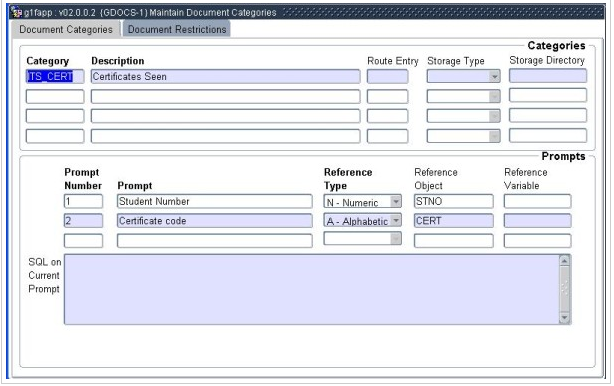 g1fapp : v02.0.0.2 (GDOCS-1) Maintain Document Categories
Document Categories Document Restrictions
Categories
Category Description Route Entry Storage Type Storage Directory
ITS_CERT Certificates Seen
Prompts
Prompt Number Prompt Reference Type Reference Object Reference Variable
1 Student Number N - Numeric STNO
2 Certificate code A - Alphabetic CERT
SQL on
Current
Prompt